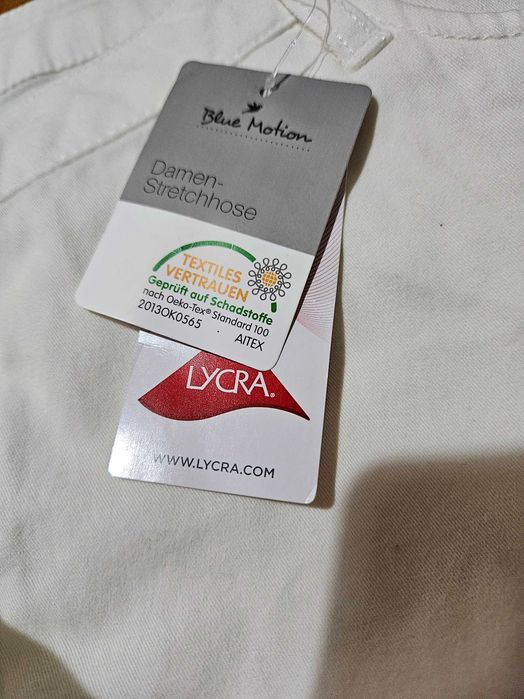 Blue Motion
Damen-
Stretchhose
TEXTILES
VERTRAUEN
Geprüft auf Schadstoffe
nach Oeko-Tex® Standard 100
2013OK0565 · AITEX
LYCRA®
WWW.LYCRA.COM